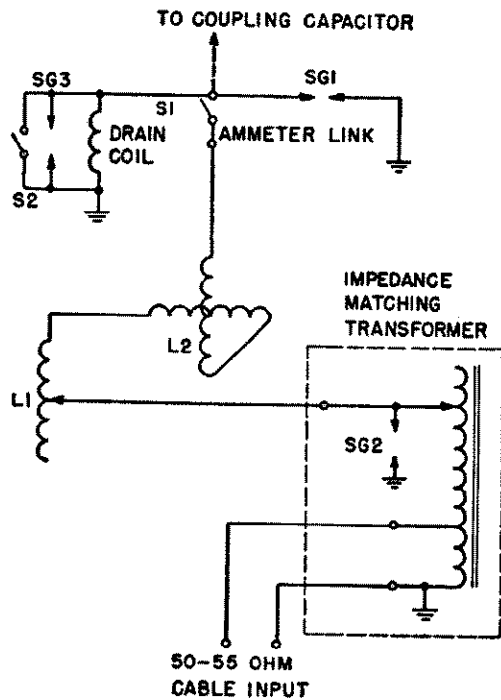 TO COUPLING CAPACITOR
SG3
SG1
S1
DRAIN
COIL
AMMETER LINK
S2
IMPEDANCE
MATCHING
TRANSFORMER
L2
L1
SG2
50-55 OHM
CABLE INPUT